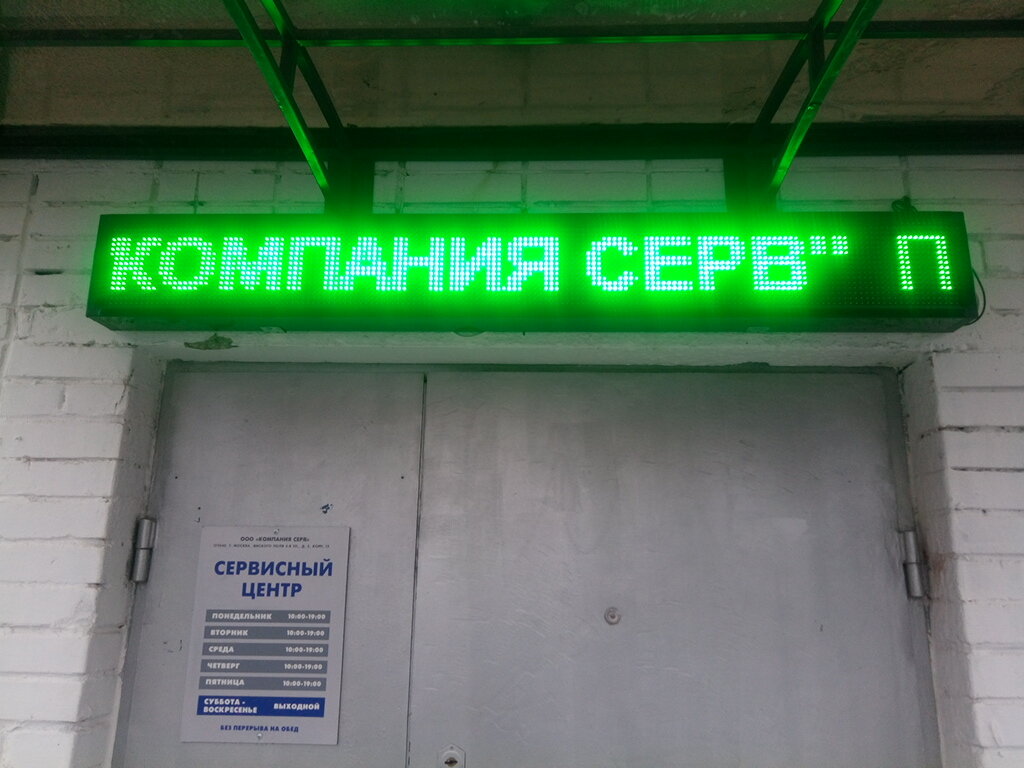 КОМПАНИЯ СЕРВ" П
ООО «КОМПАНИЯ СЕРВ»
Г. МОСКВА,
СЕРВИСНЫЙ
ЦЕНТР
ПОНЕДЕЛЬНИК 10:00-19:00
ВТОРНИК 10:00-19:00
СРЕДА 10:00-19:00
ЧЕТВЕРГ 10:00-19:00
ПЯТНИЦА 10:00-19:00
СУББОТА -
ВОСКРЕСЕНЬЕ ВЫХОДНОЙ
БЕЗ ПЕРЕРЫВА НА ОБЕД